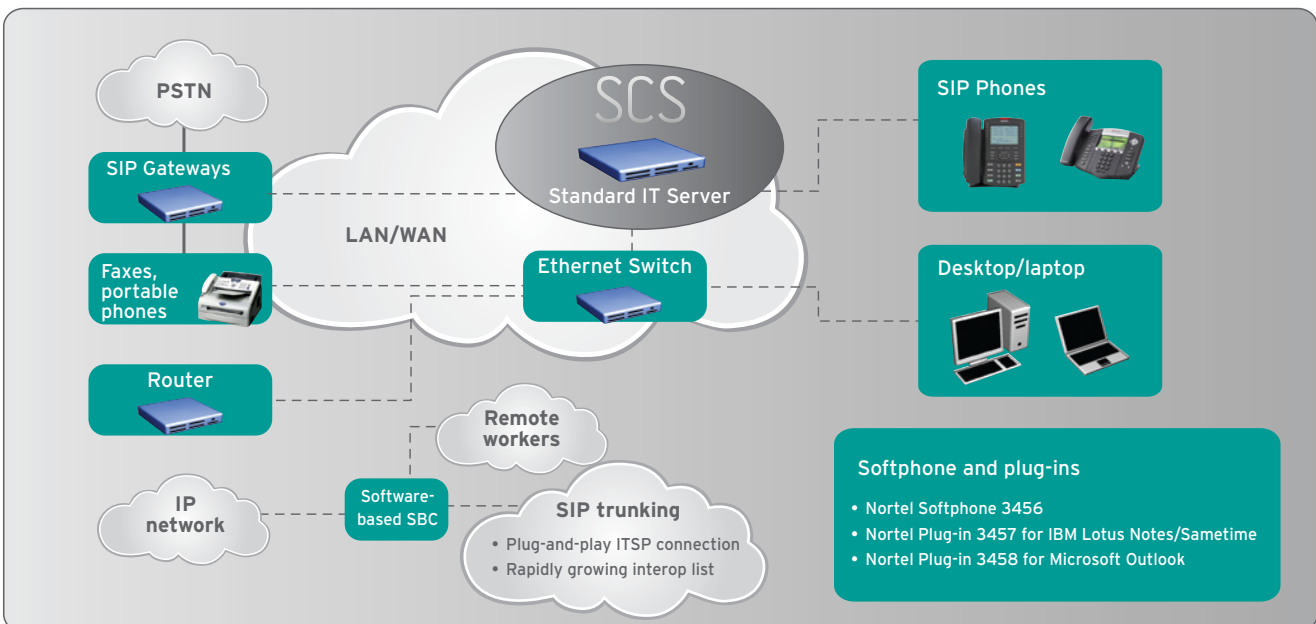 PSTN
SIP Gateways
Faxes,
portable
phones
Router
IP
network
LAN/WAN
SCS
Standard IT Server
Ethernet Switch
Remote
workers
Software-
based SBC
SIP trunking
• Plug-and-play ITSP connection
• Rapidly growing interop list
SIP Phones
Desktop/laptop
Softphone and plug-ins
• Nortel Softphone 3456
• Nortel Plug-in 3457 for IBM Lotus Notes/Sametime
• Nortel Plug-in 3458 for Microsoft Outlook